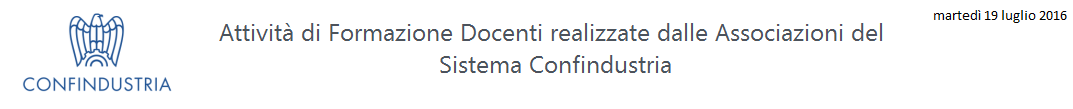 martedì 19 luglio 2016
Attività di Formazione Docenti realizzate dalle Associazioni del
Sistema Confindustria
CONFINDUSTRIA